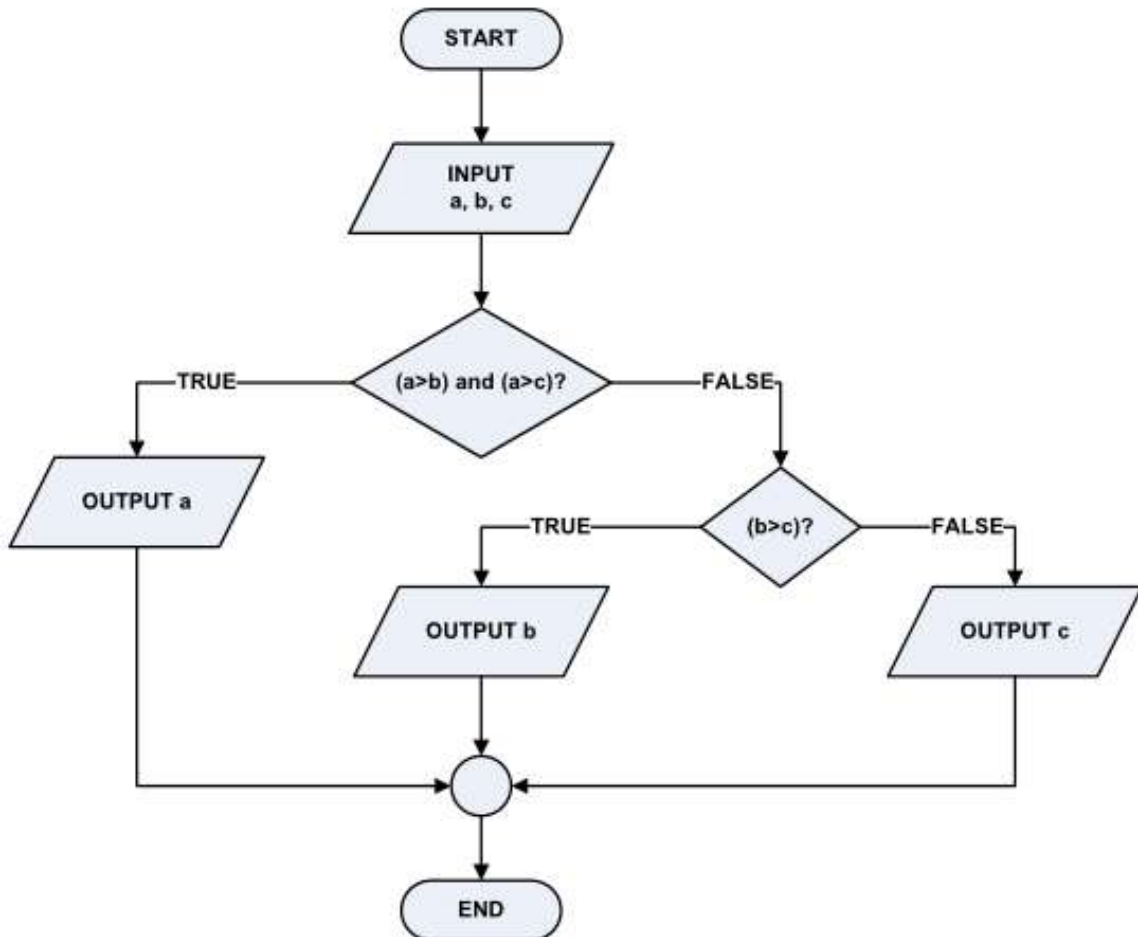 START
INPUT
a, b, c
(a>b) and (a>c)?
TRUE
FALSE
OUTPUT a
(b>c)?
TRUE
FALSE
OUTPUT b
OUTPUT c
END